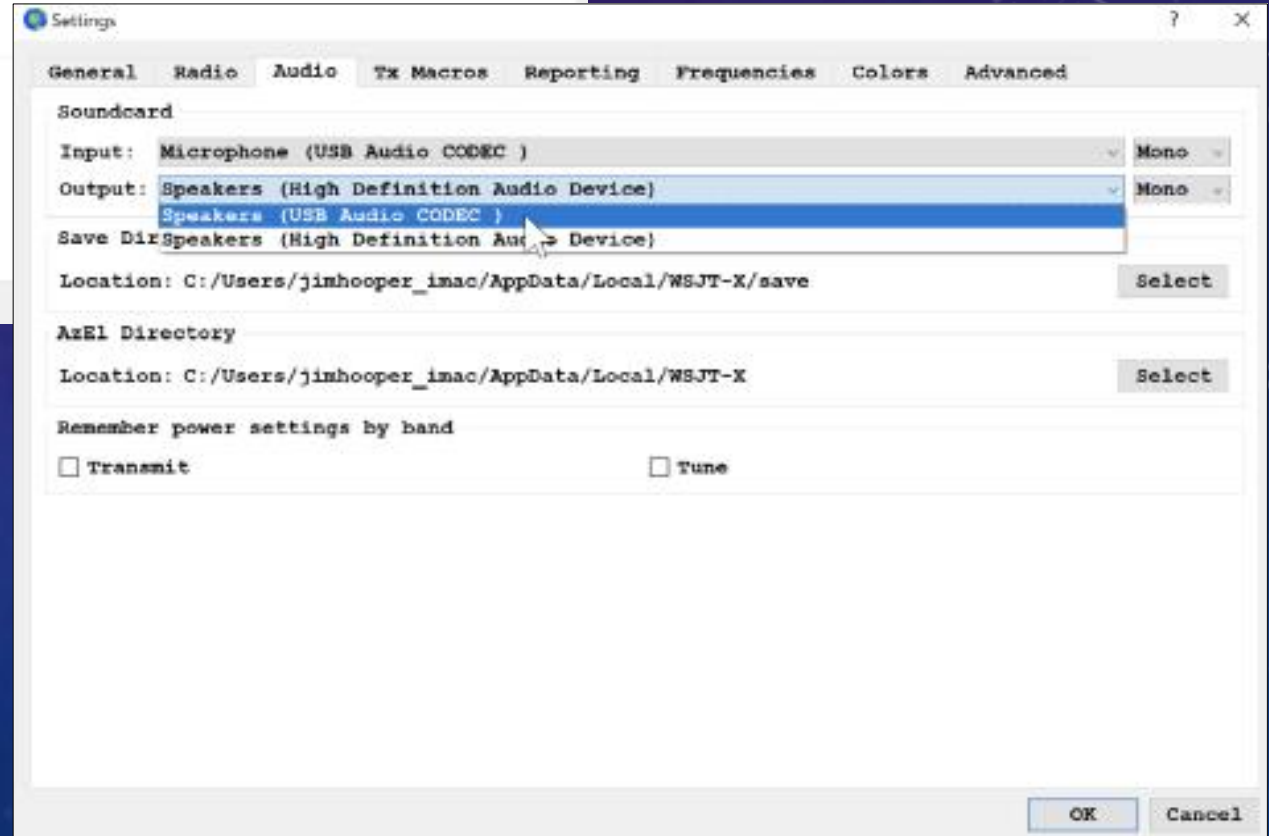 Settings
? ×
General Radio Audio Tx Macros Reporting Frequencies Colors Advanced
Soundcard
Input: Microphone (USB Audio CODEC ) Mono
Output: Speakers (High Definition Audio Device) Mono
Speakers (USB Audio CODEC )
Save Dir Speakers (High Definition Audio Device)
Location: C:/Users/jimhooper_imac/AppData/Local/WSJT-X/save Select
AzEl Directory
Location: C:/Users/jimhooper_imac/AppData/Local/WSJT-X Select
Remember power settings by band
Transmit Tune
OK Cancel